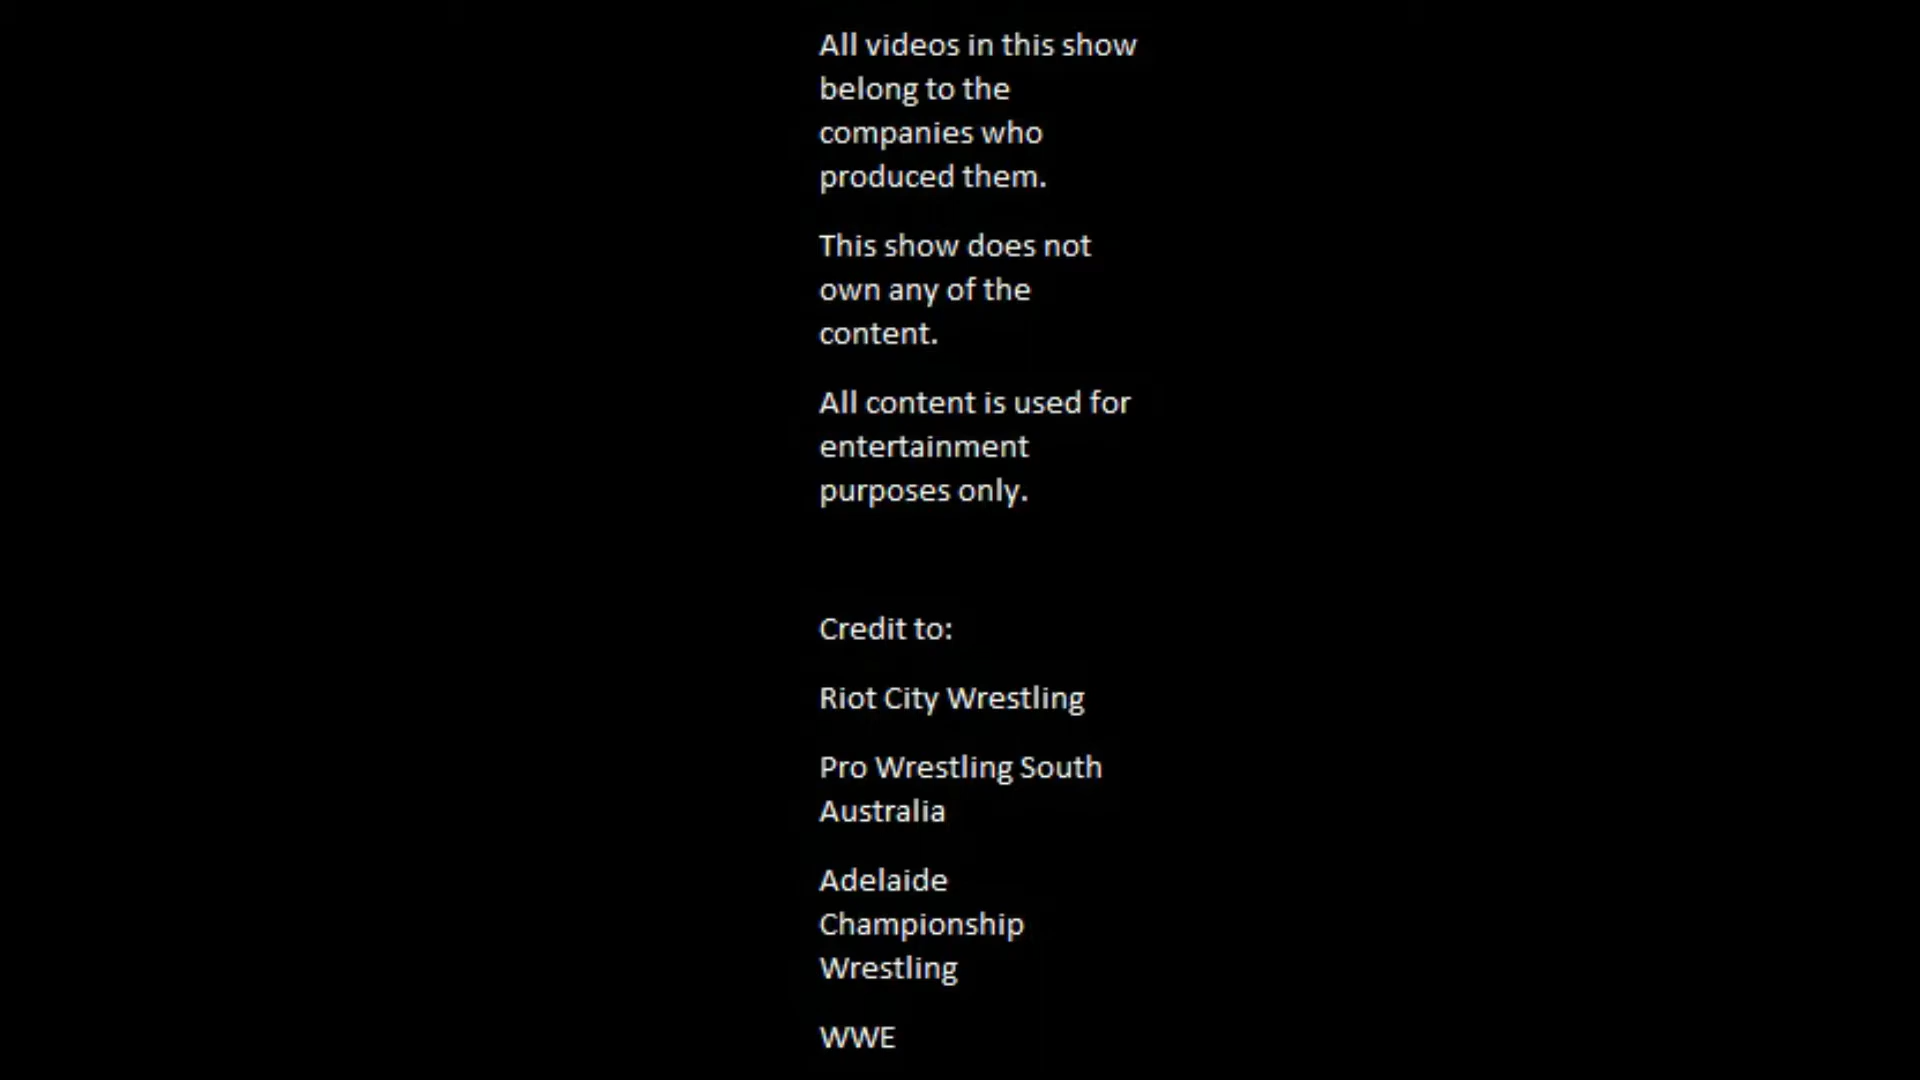 All videos in this show
belong to the
companies who
produced them.
This show does not
own any of the
content.
All content is used for
entertainment
purposes only.
Credit to:
Riot City Wrestling
Pro Wrestling South
Australia
Adelaide
Championship
Wrestling
WWE